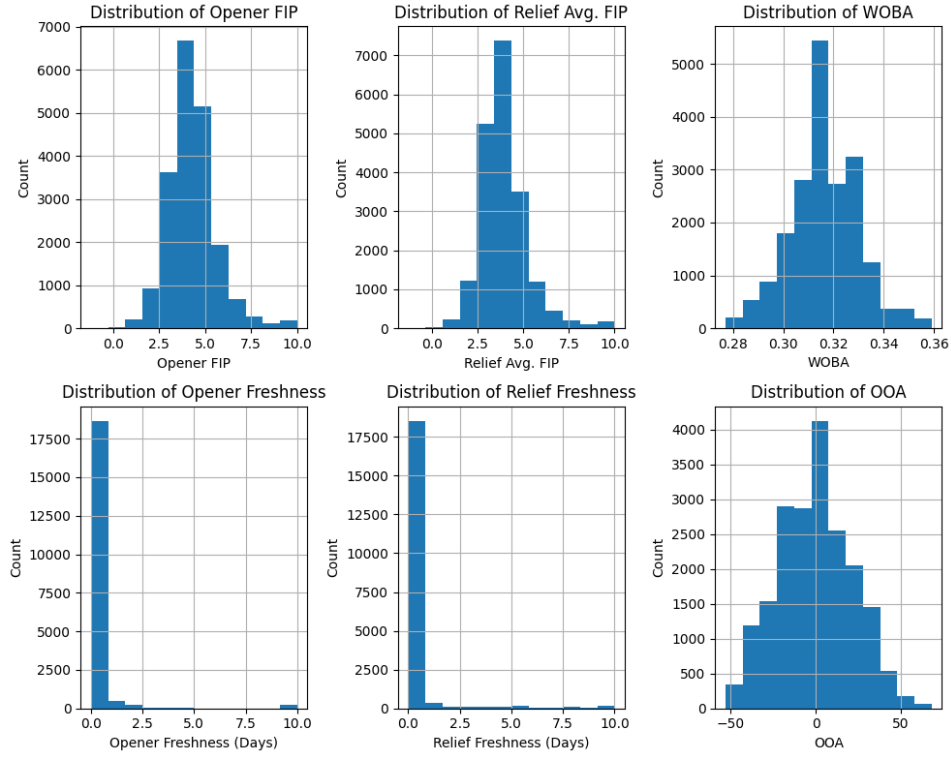 Distribution of Opener FIP
7000
6000
5000
4000
3000
2000
1000
0
Count
0.0 2.5 5.0 7.5 10.0
Opener FIP
Distribution of Relief Avg. FIP
7000
6000
5000
4000
3000
2000
1000
0
Count
0.0 2.5 5.0 7.5 10.0
Relief Avg. FIP
Distribution of WOBA
5000
4000
3000
2000
1000
0
Count
0.28 0.30 0.32 0.34 0.36
WOBA
Distribution of Opener Freshness
17500
15000
12500
10000
7500
5000
2500
0
Count
0.0 2.5 5.0 7.5 10.0
Opener Freshness (Days)
Distribution of Relief Freshness
17500
15000
12500
10000
7500
5000
2500
0
Count
0.0 2.5 5.0 7.5 10.0
Relief Freshness (Days)
Distribution of OOA
4000
3500
3000
2500
2000
1500
1000
500
0
Count
−50 0 50
OOA